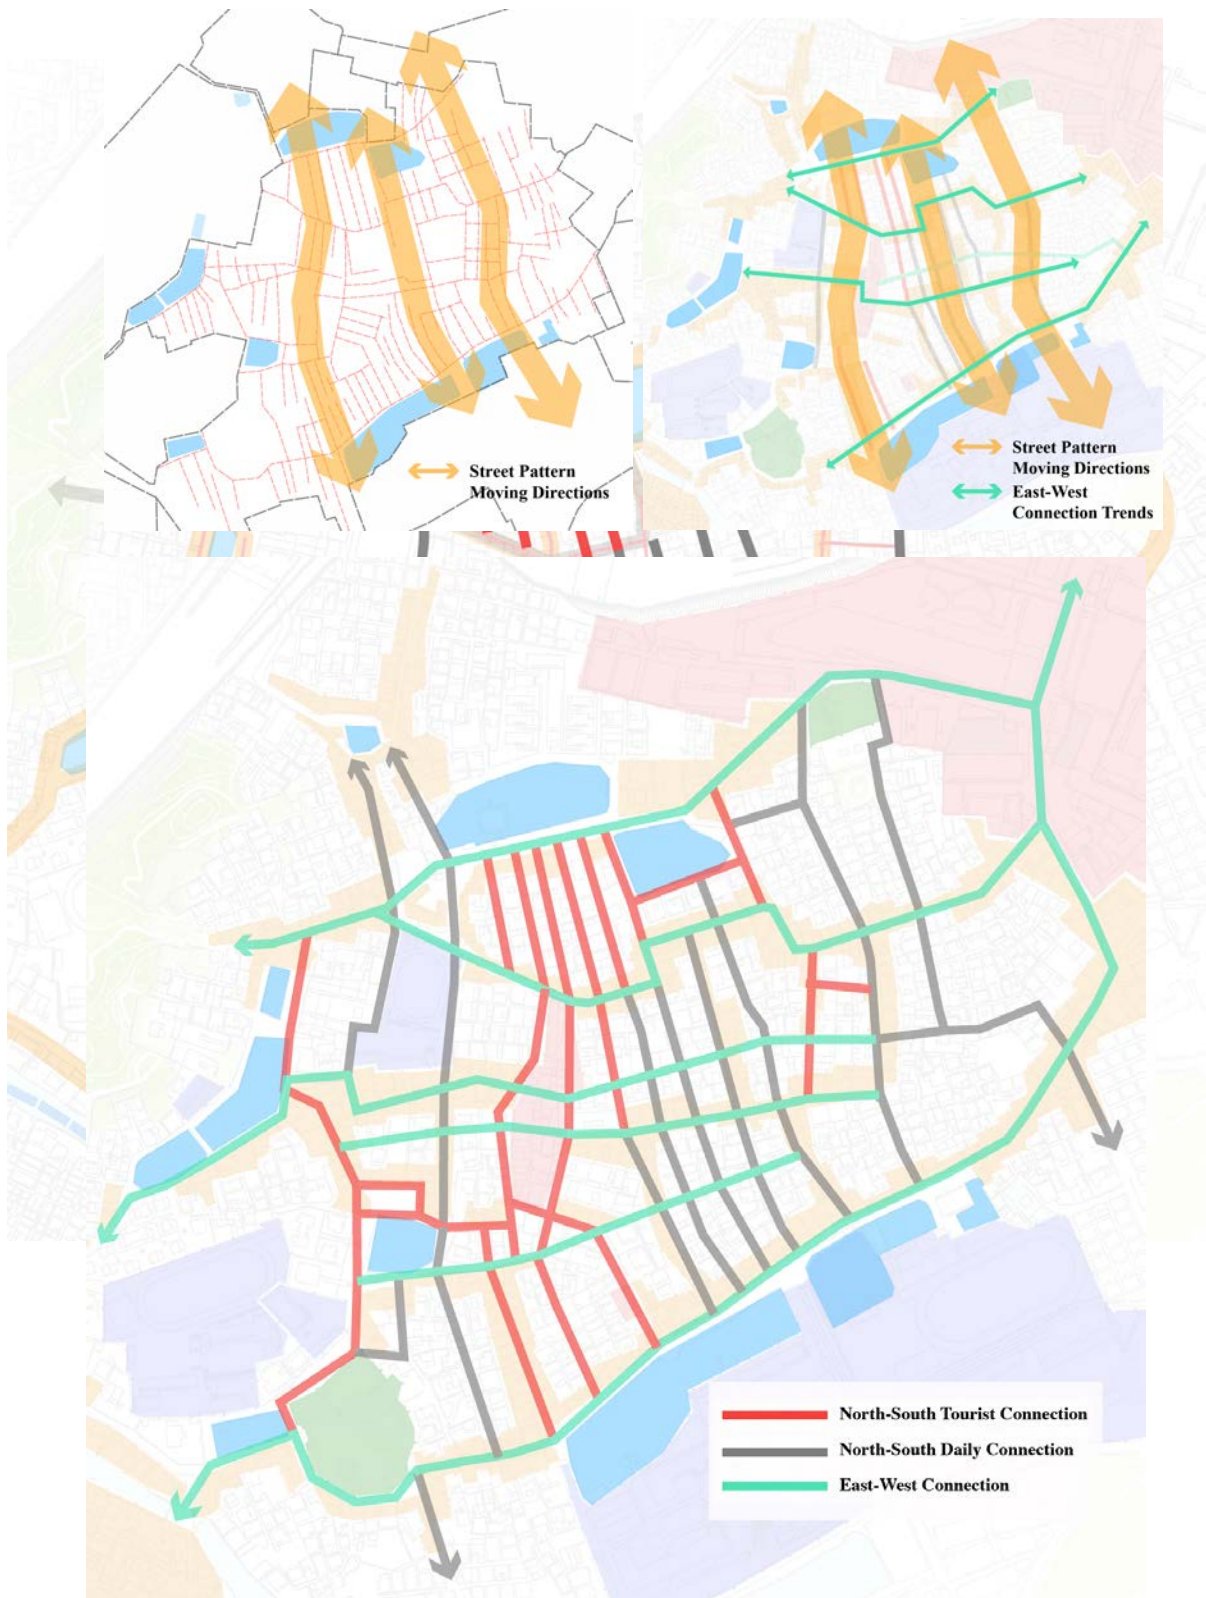 Street Pattern
Moving Directions
Street Pattern
Moving Directions
East-West
Connection Trends
North-South Tourist Connection
North-South Daily Connection
East-West Connection